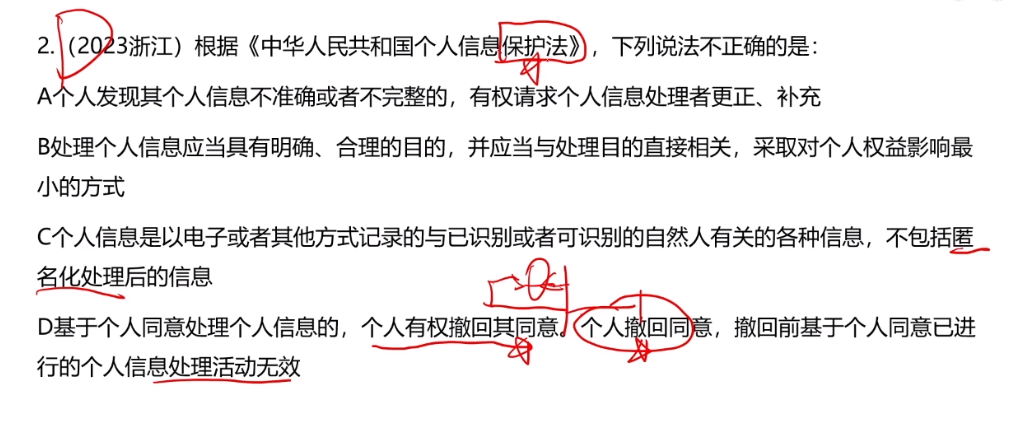 2.（2023浙江）根据《中华人民共和国个人信息保护法》，下列说法不正确的是：
A个人发现其个人信息不准确或者不完整的，有权请求个人信息处理者更正、补充
B处理个人信息应当具有明确、合理的目的，并应当与处理目的直接相关，采取对个人权益影响最
小的方式
C个人信息是以电子或者其他方式记录的与已识别或者可识别的自然人有关的各种信息，不包括匿
名化处理后的信息
D基于个人同意处理个人信息的，个人有权撤回其同意。个人撤回同意，撤回前基于个人同意已进
行的个人信息处理活动无效